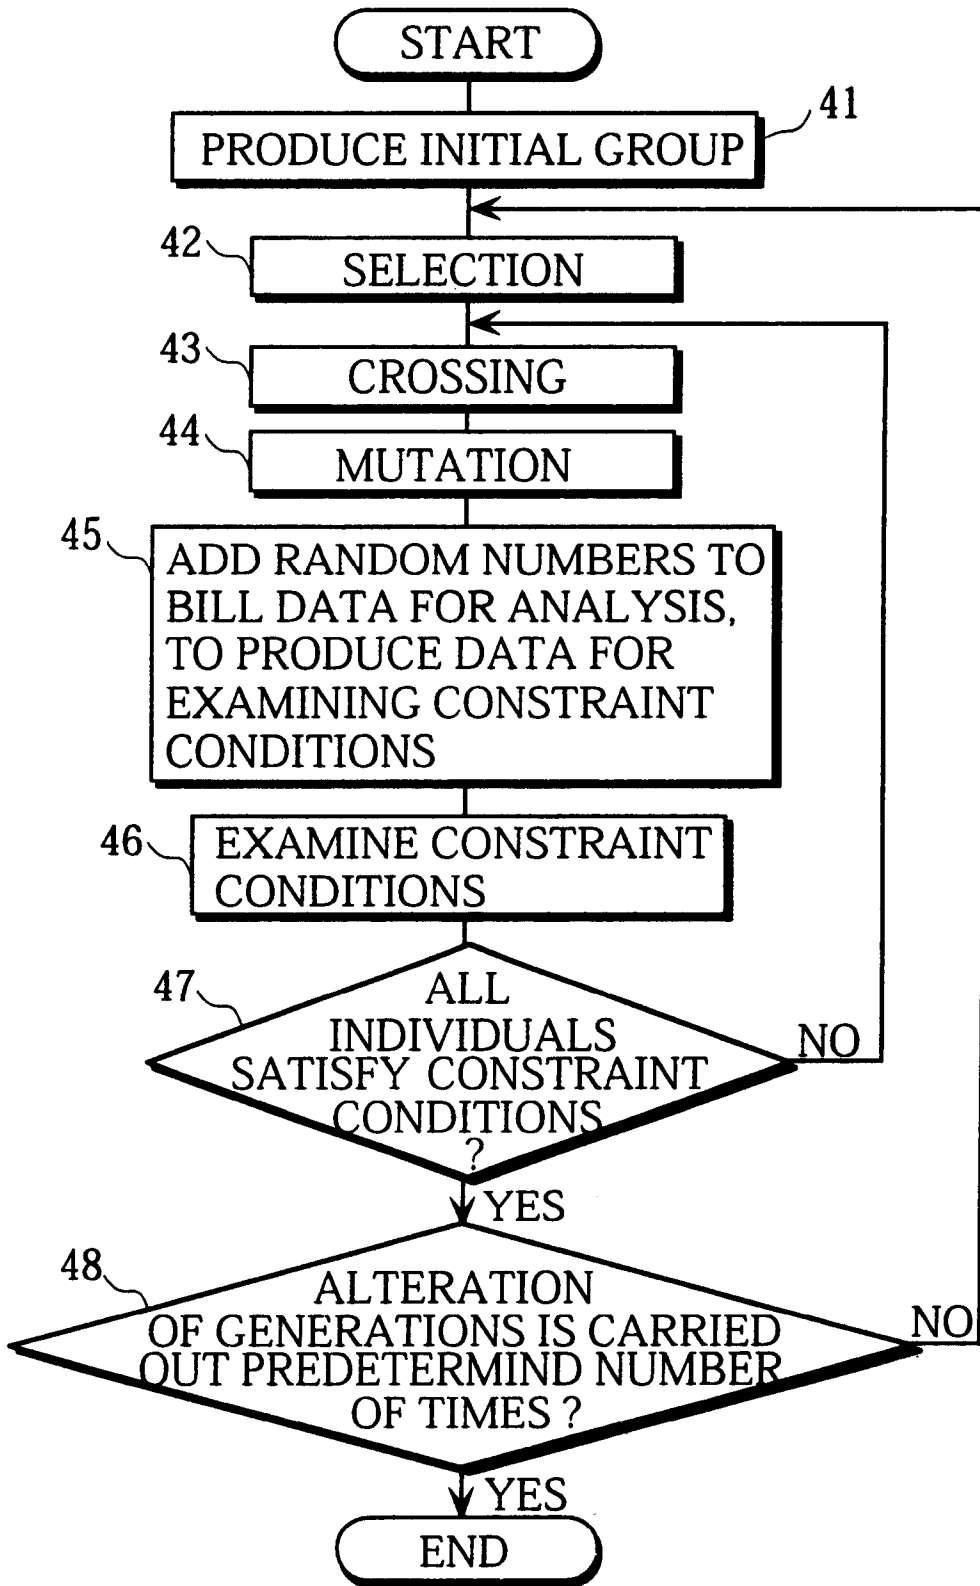 START
41
PRODUCE INITIAL GROUP
42
SELECTION
43
CROSSING
44
MUTATION
45
ADD RANDOM NUMBERS TO
BILL DATA FOR ANALYSIS,
TO PRODUCE DATA FOR
EXAMINING CONSTRAINT
CONDITIONS
46
EXAMINE CONSTRAINT
CONDITIONS
47
ALL
INDIVIDUALS
SATISFY CONSTRAINT
CONDITIONS
?
NO
YES
48
ALTERATION
OF GENERATIONS IS CARRIED
OUT PREDETERMIND NUMBER
OF TIMES ?
NO
YES
END